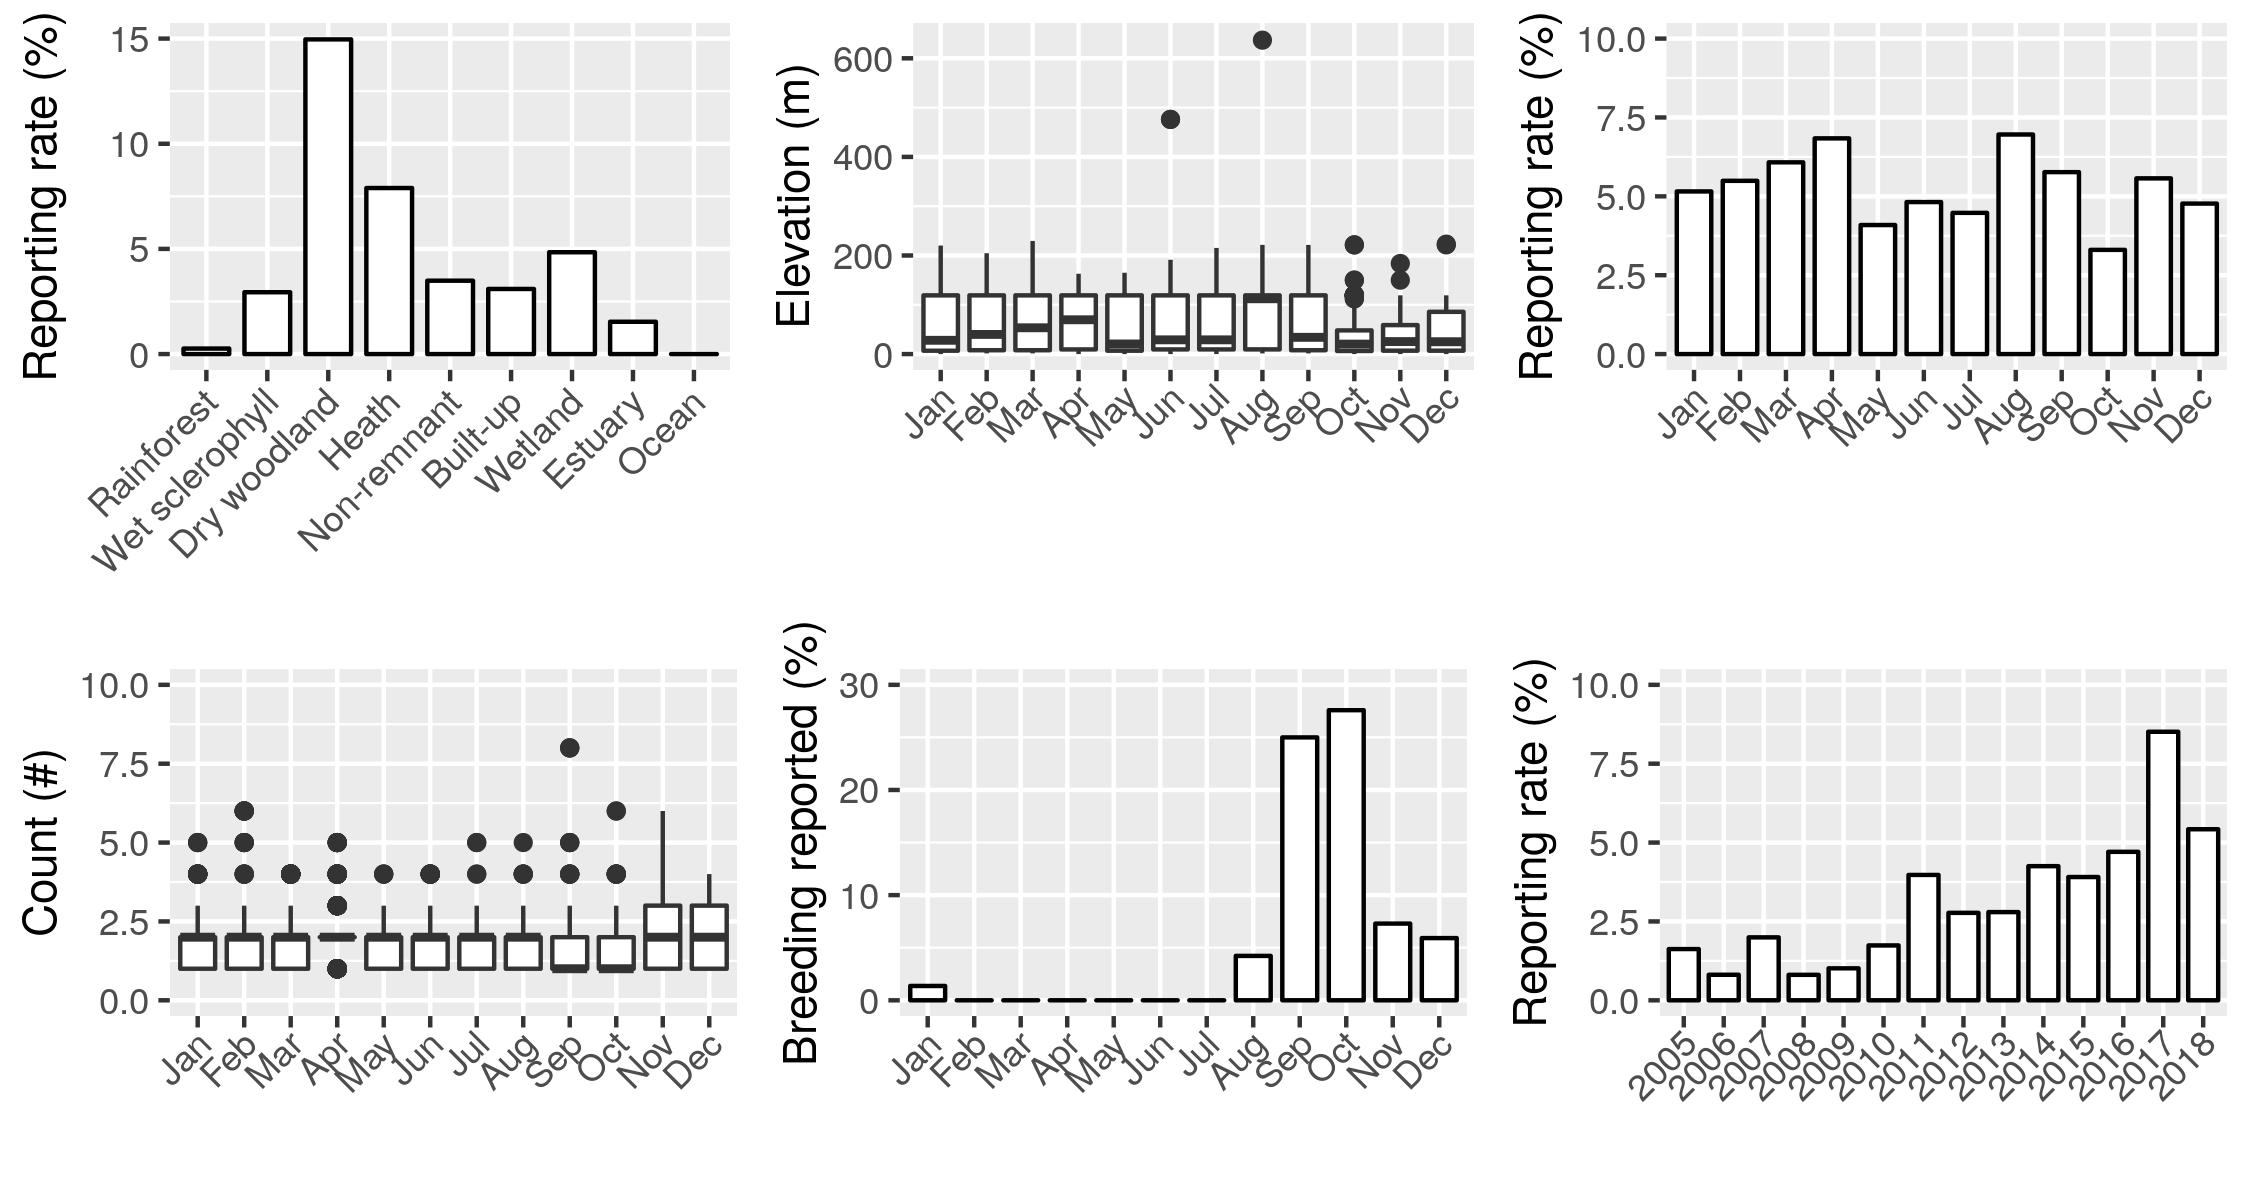 Reporting rate (%)
15
10
5
0
Rainforest
Wet sclerophyll
Dry woodland
Heath
Non-remnant
Built-up
Wetland
Estuary
Ocean
Elevation (m)
600
400
200
0
Jan
Feb
Mar
Apr
May
Jun
Jul
Aug
Sep
Oct
Nov
Dec
Reporting rate (%)
10.0
7.5
5.0
2.5
0.0
Jan
Feb
Mar
Apr
May
Jun
Jul
Aug
Sep
Oct
Nov
Dec
Count (#)
10.0
7.5
5.0
2.5
0.0
Jan
Feb
Mar
Apr
May
Jun
Jul
Aug
Sep
Oct
Nov
Dec
Breeding reported (%)
30
20
10
0
Jan
Feb
Mar
Apr
May
Jun
Jul
Aug
Sep
Oct
Nov
Dec
Reporting rate (%)
10.0
7.5
5.0
2.5
0.0
2005
2006
2007
2008
2009
2010
2011
2012
2013
2014
2015
2016
2017
2018